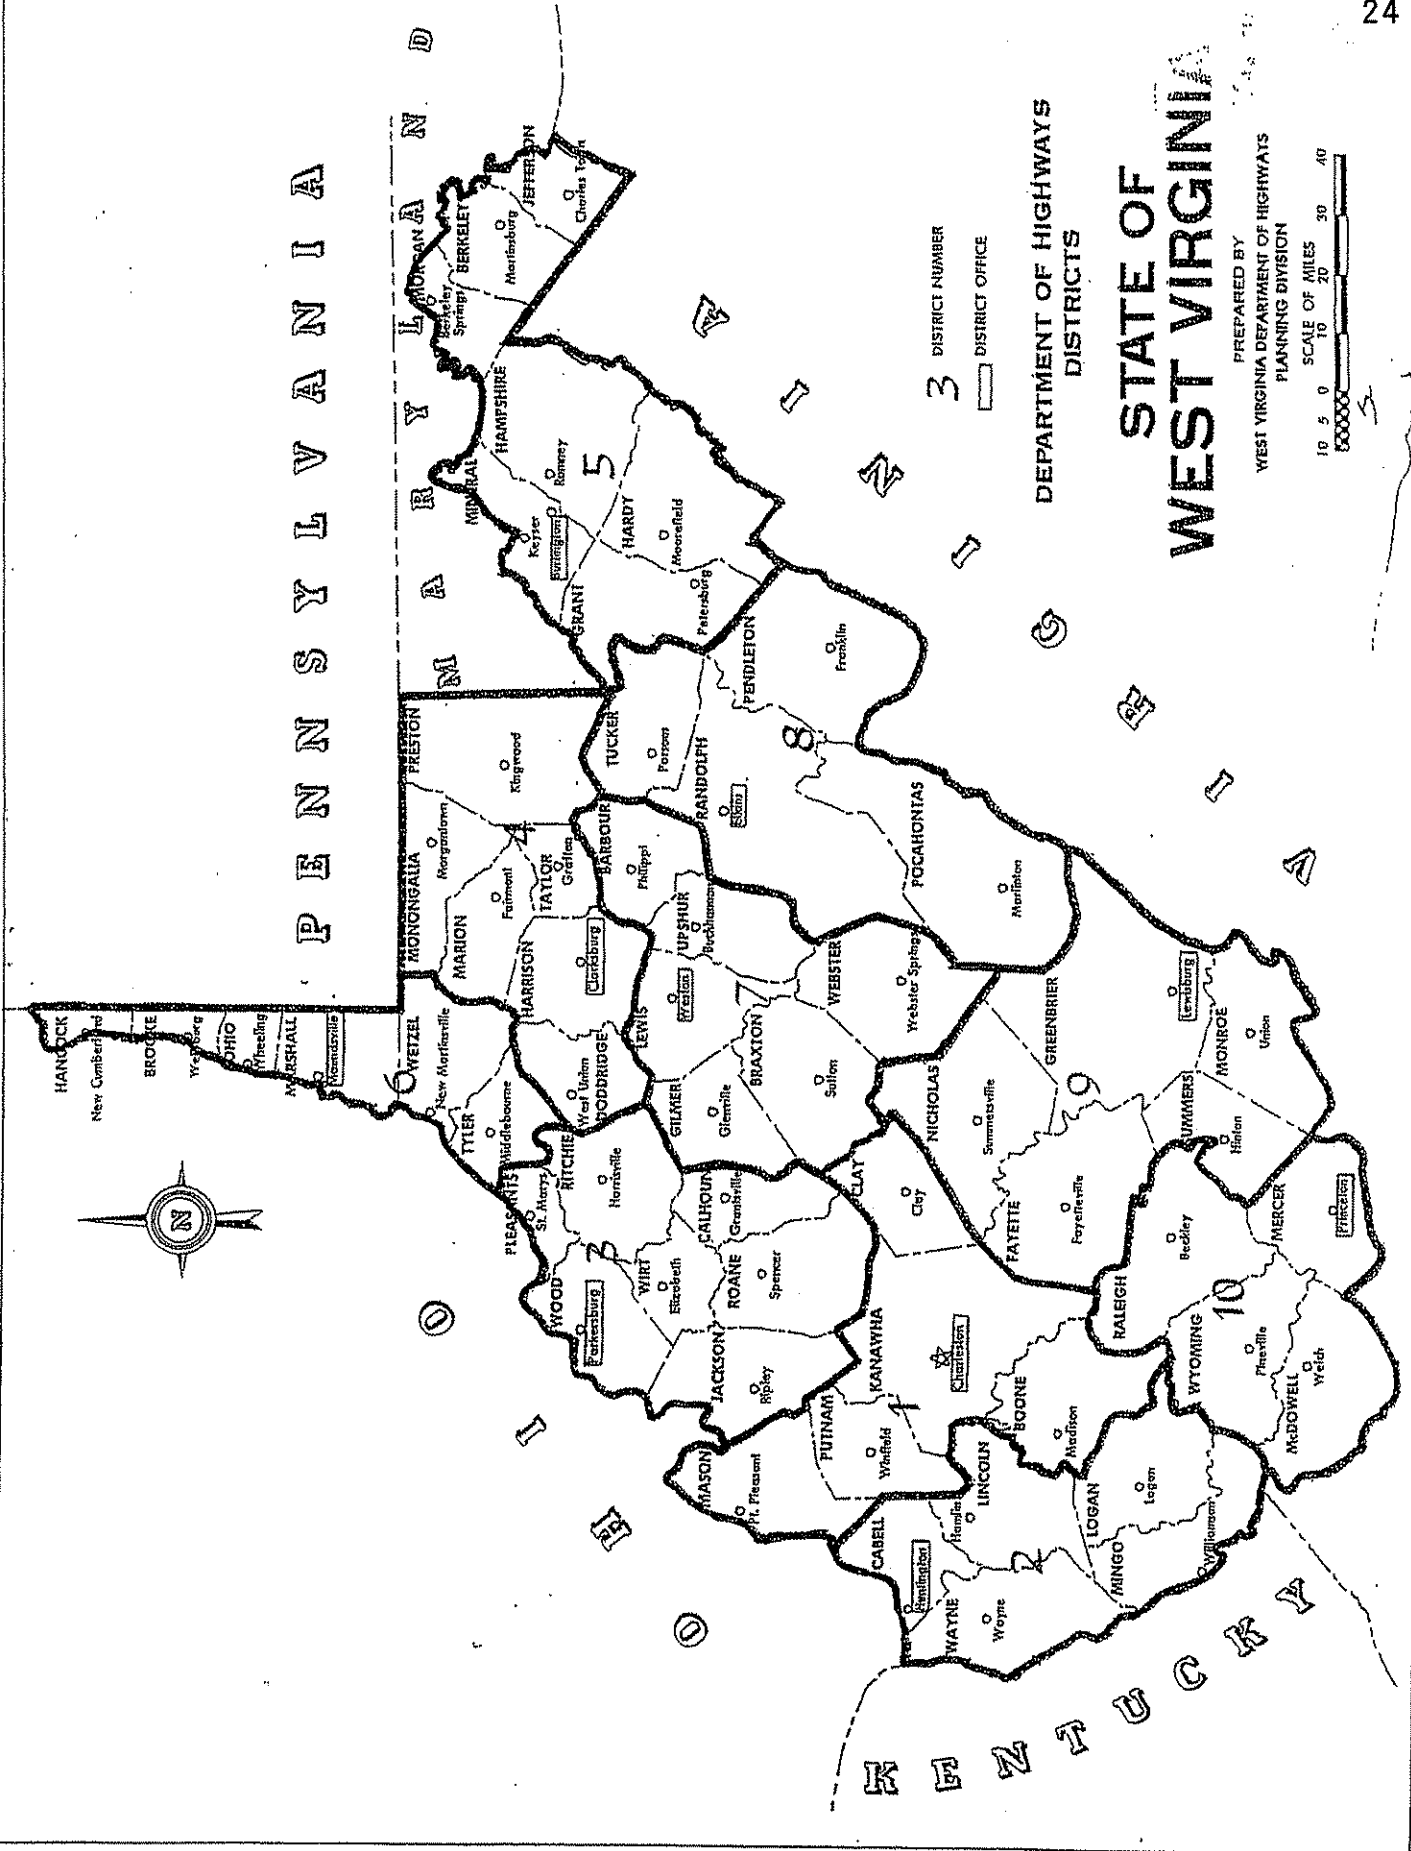 24
PENNSYLVANIA
MARYLAND
OHIO
KENTUCKY
VIRGINIA
N
3 DISTRICT NUMBER
DISTRICT OFFICE
DEPARTMENT OF HIGHWAYS
DISTRICTS
STATE OF
WEST VIRGINIA
PREPARED BY
WEST VIRGINIA DEPARTMENT OF HIGHWAYS
PLANNING DIVISION
SCALE OF MILES
10 5 0 10 20 30 40
5
HANCOCK
New Cumberland
BROOKE
Wellsburg
OHIO
Wheeling
MARSHALL
Moundsville
6
WETZEL
New Martinsville
TYLER
Middlebourne
PLEASANTS
St. Marys
RITCHIE
Harrisville
WOOD
Parkersburg
3
WIRT
Elizabeth
CALHOUN
Grantsville
ROANE
Spencer
JACKSON
Ripley
MONONGALIA
Morgantown
PRESTON
Kingwood
MARION
Fairmont
4
TAYLOR
Grafton
HARRISON
Clarksburg
DODDRIDGE
West Union
BARBOUR
Philippi
LEWIS
Weston
UPSHUR
Buckhannon
7
GILMER
Glenville
BRAXTON
Sutton
WEBSTER
Webster Springs
TUCKER
Parsons
RANDOLPH
Elkins
8
PENDLETON
Franklin
POCAHONTAS
Marlinton
GRANT
Petersburg
HARDY
Moorefield
5
MINERAL
Keyser
Burlington
HAMPSHIRE
Romney
MORGAN
Berkeley
Springs
BERKELEY
Martinsburg
JEFFERSON
Charles Town
MASON
Pt. Pleasant
PUTNAM
Winfield
1
KANAWHA
Charleston
CLAY
Clay
BOONE
Madison
CABELL
Huntington
LINCOLN
Hamlin
WAYNE
Wayne
2
LOGAN
Logan
MINGO
Williamson
NICHOLAS
Summersville
GREENBRIER
Lewisburg
9
FAYETTE
Fayetteville
SUMMERS
Hinton
MONROE
Union
RALEIGH
Beckley
10
WYOMING
Pineville
McDOWELL
Welch
MERCER
Princeton